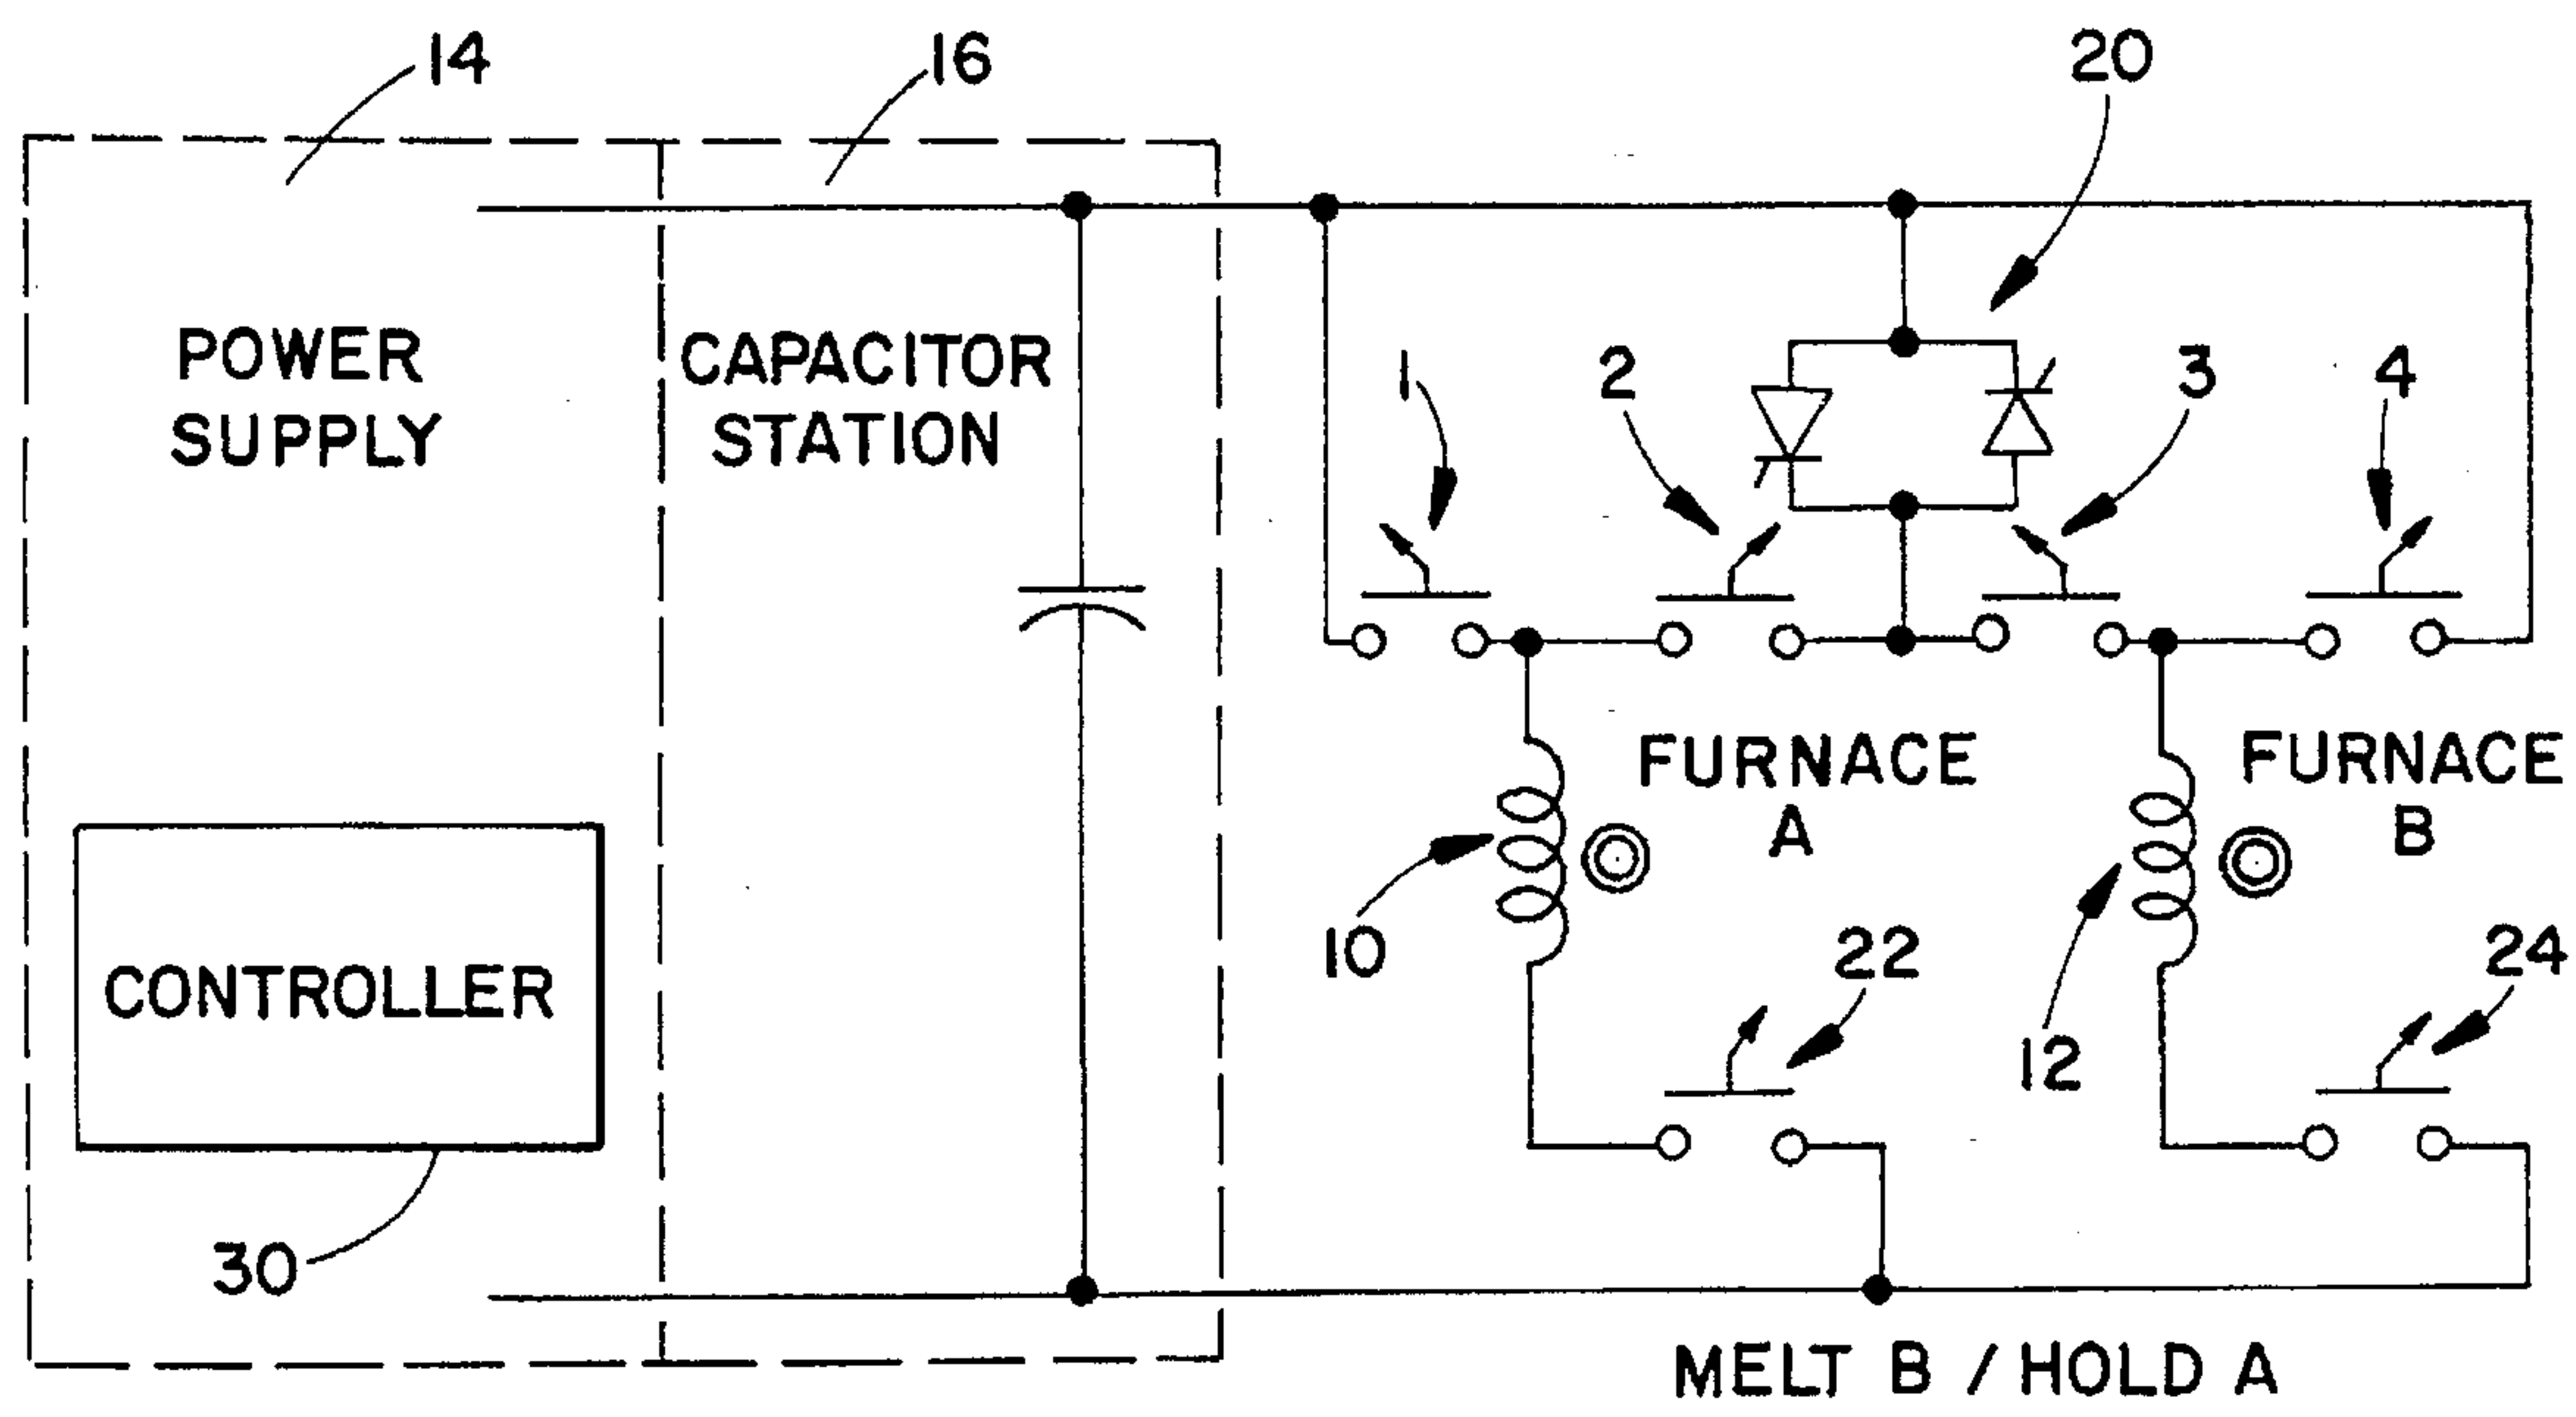 14
16
20
POWER
SUPPLY
CAPACITOR
STATION
1
2
3
4
FURNACE
A
FURNACE
B
10
22
12
24
CONTROLLER
30
MELT B / HOLD A